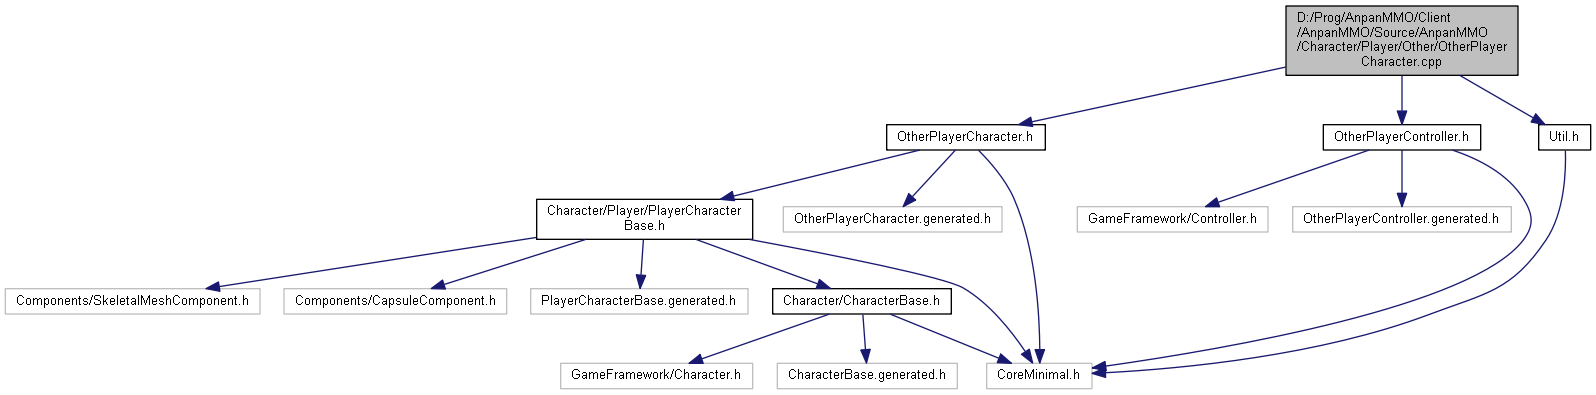 D:/Prog/AnpanMMO/Client
/AnpanMMO/Source/AnpanMMO
/Character/Player/Other/OtherPlayer
Character.cpp
OtherPlayerCharacter.h
OtherPlayerController.h
Util.h
Character/Player/PlayerCharacter
Base.h
OtherPlayerCharacter.generated.h
GameFramework/Controller.h
OtherPlayerController.generated.h
Components/SkeletalMeshComponent.h
Components/CapsuleComponent.h
PlayerCharacterBase.generated.h
Character/CharacterBase.h
GameFramework/Character.h
CharacterBase.generated.h
CoreMinimal.h